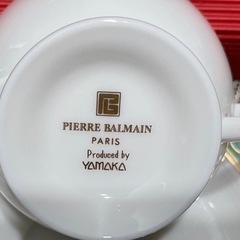 PIERRE BALMAIN
PARIS
Produced by
YAMAKA